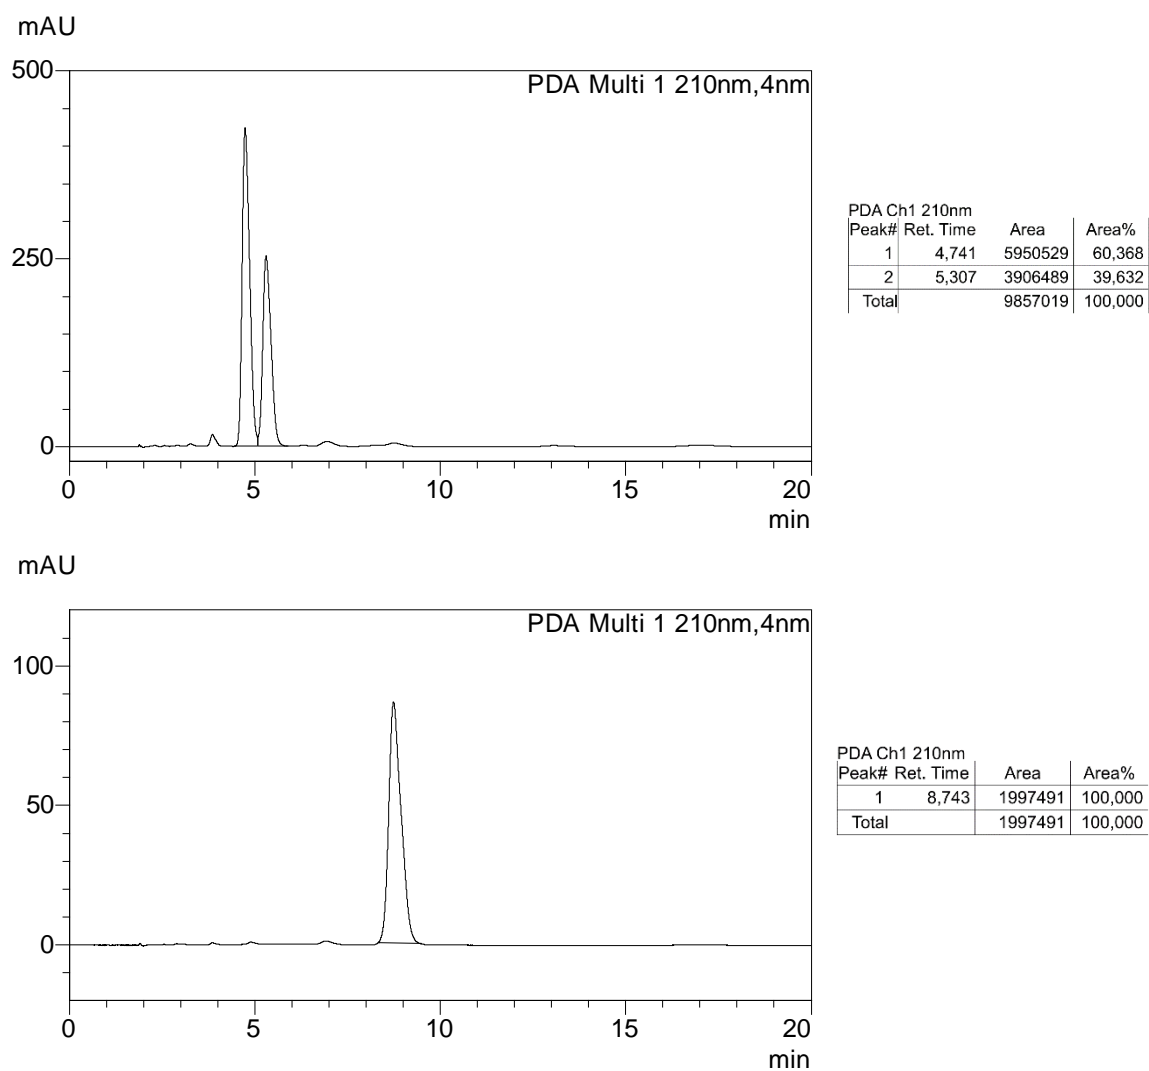 mAU
500
PDA Multi 1 210nm,4nm
250
0
0 5 10 15 20
min
PDA Ch1 210nm
Peak# Ret. Time Area Area%
1 4,741 5950529 60,368
2 5,307 3906489 39,632
Total 9857019 100,000
mAU
PDA Multi 1 210nm,4nm
100
50
0
0 5 10 15 20
min
PDA Ch1 210nm
Peak# Ret. Time Area Area%
1 8,743 1997491 100,000
Total 1997491 100,000